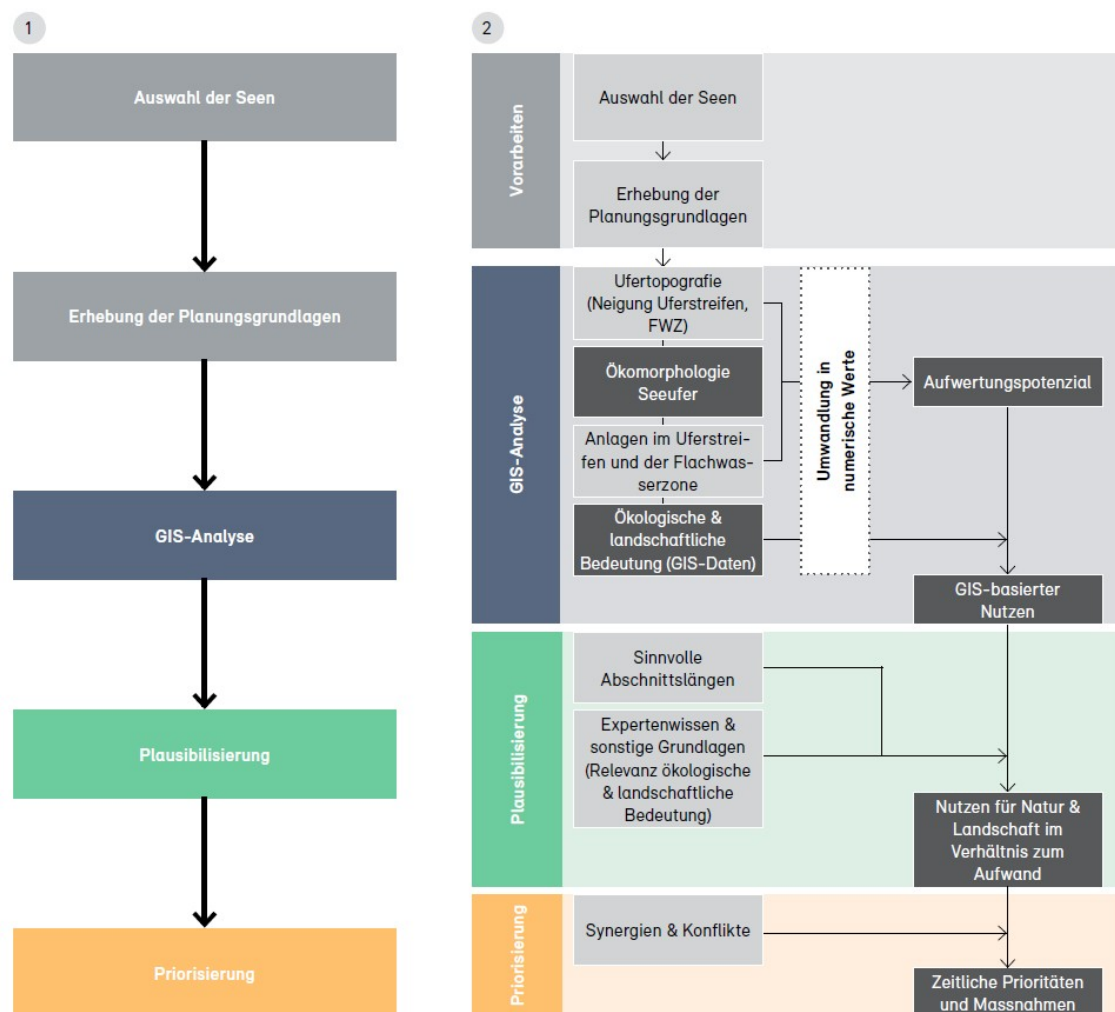 1
Auswahl der Seen
Erhebung der Planungsgrundlagen
GIS-Analyse
Plausibilisierung
Priorisierung
2
Vorarbeiten
Auswahl der Seen
Erhebung der
Planungsgrundlagen
GIS-Analyse
Ufertopografie
(Neigung Uferstreifen,
FWZ)
Ökomorphologie
Seeufer
Anlagen im Uferstrei-
fen und der Flachwas-
serzone
Ökologische &
landschaftliche
Bedeutung (GIS-Daten)
Umwandlung in
numerische Werte
Aufwertungspotenzial
GIS-basierter
Nutzen
Plausibilisierung
Sinnvolle
Abschnittslängen
Expertenwissen &
sonstige Grundlagen
(Relevanz ökologische
& landschaftliche
Bedeutung)
Nutzen für Natur &
Landschaft im
Verhältnis zum
Aufwand
Priorisierung
Synergien & Konflikte
Zeitliche Prioritäten
und Massnahmen